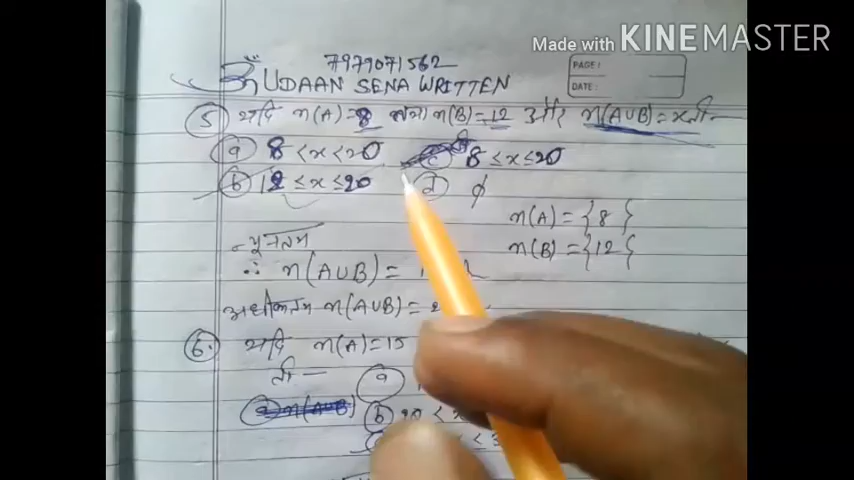 Made with KINEMASTER
7979071562
PAGE :
DATE :
UDAAN SENA WRITTEN
⑤ यदि n(A)=8 तथा n(B)=12 और n(A∪B)=x तो—
ⓐ 8 < x < 20 ⓒ 8 ≤ x ≤ 20
ⓑ 12 ≤ x ≤ 20 ⓓ ϕ
n(A) = {8}
n(B) = {12}
न्यूनतम
∴ n(A∪B) =
अधीकतम n(A∪B) =
⑥. यदि n(A)=
तो — ⓐ
ⓑ